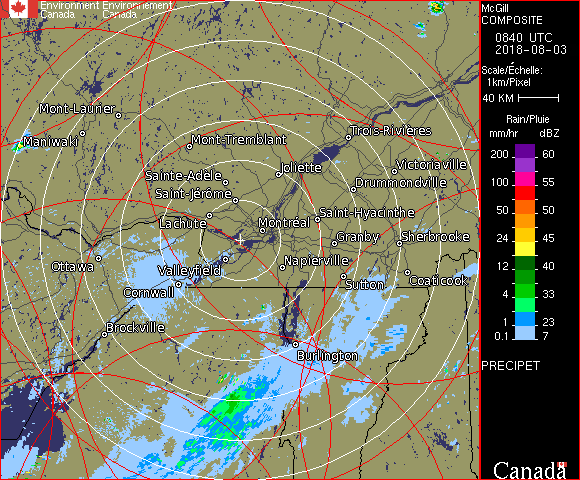 Environment Environnement
Canada Canada
McGill
COMPOSITE
0840 UTC
2018-08-03
Scale/Échelle:
1km/Pixel
40 KM
Rain/Pluie
mm/hr dBZ
200 60
100 55
50 50
24 45
12 40
4 33
1 23
0.1 7
PRECIPET
Canada
Mont-Laurier
Maniwaki
Mont-Tremblant
Trois-Rivières
Sainte-Adèle
Joliette
Victoriaville
Saint-Jérôme
Drummondville
Lachute
Montréal
Saint-Hyacinthe
Granby
Sherbrooke
Ottawa
Valleyfield
Napierville
Cornwall
Sutton
Coaticook
Brockville
Burlington